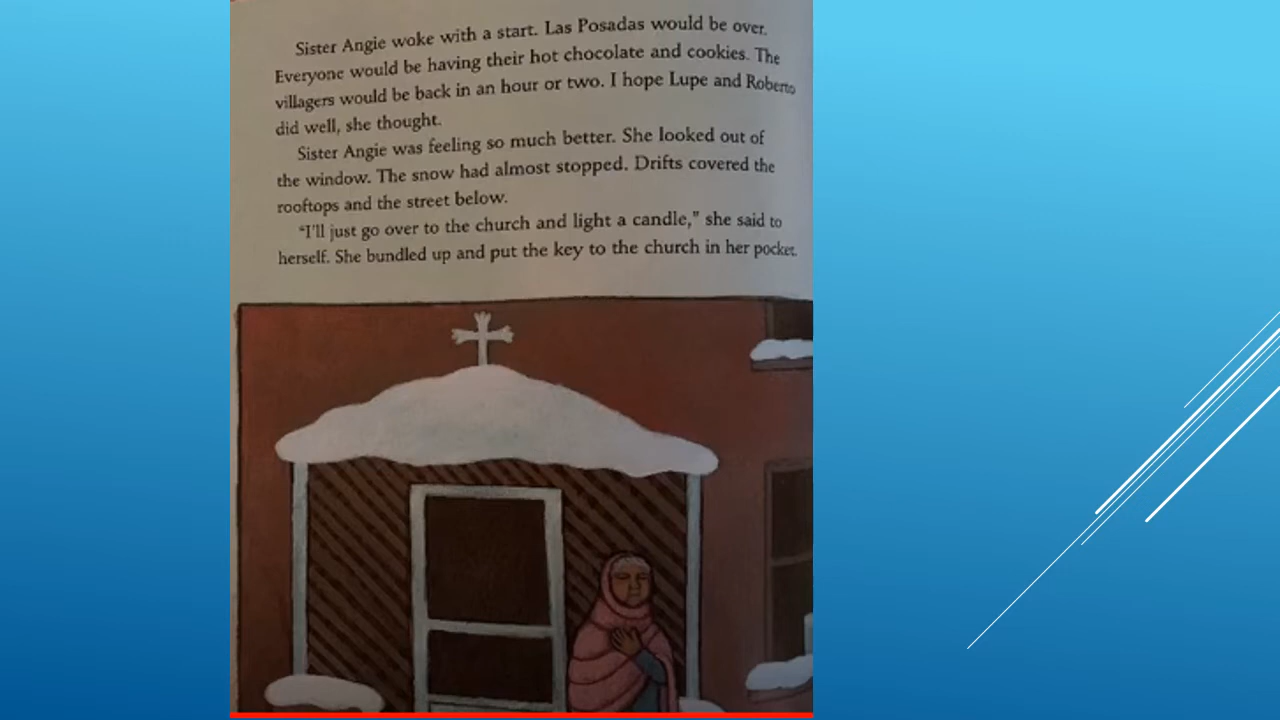 Sister Angie woke with a start. Las Posadas would be over.
Everyone would be having their hot chocolate and cookies. The
villagers would be back in an hour or two. I hope Lupe and Roberto
did well, she thought.
Sister Angie was feeling so much better. She looked out of
the window. The snow had almost stopped. Drifts covered the
rooftops and the street below.
“I’ll just go over to the church and light a candle,” she said to
herself. She bundled up and put the key to the church in her pocket.